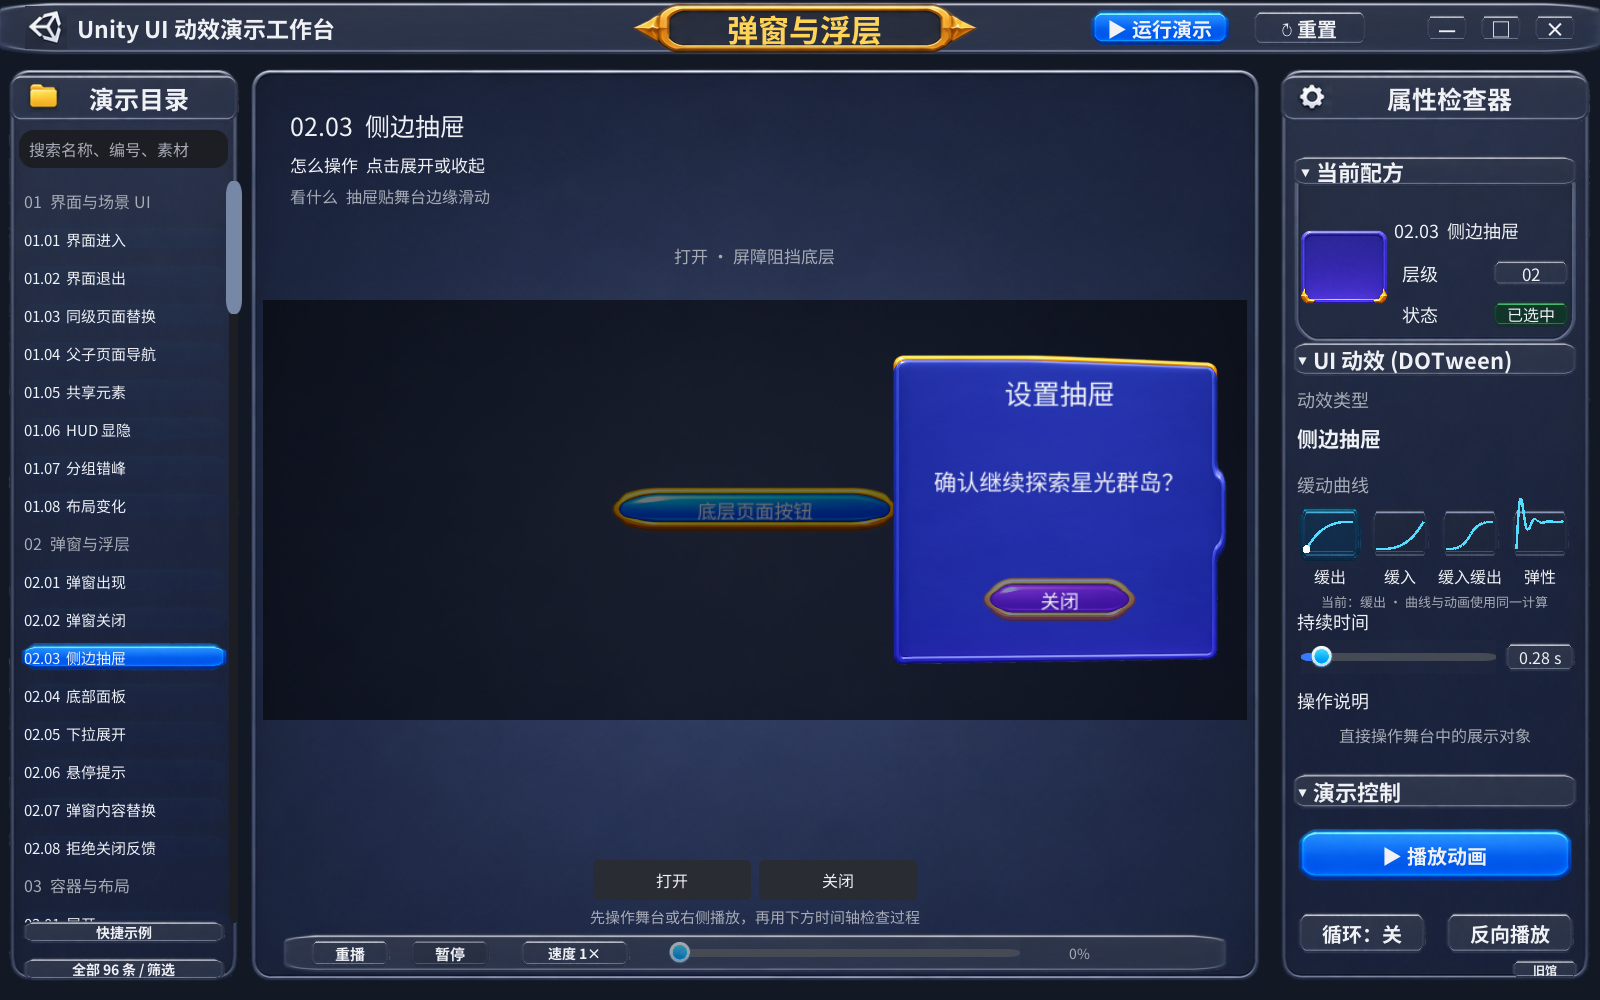 Unity UI 动效演示工作台
弹窗与浮层
▶ 运行演示
重置
演示目录
搜索名称、编号、素材
01 界面与场景 UI
01.01 界面进入
01.02 界面退出
01.03 同级页面替换
01.04 父子页面导航
01.05 共享元素
01.06 HUD 显隐
01.07 分组错峰
01.08 布局变化
02 弹窗与浮层
02.01 弹窗出现
02.02 弹窗关闭
02.03 侧边抽屉
02.04 底部面板
02.05 下拉展开
02.06 悬停提示
02.07 弹窗内容替换
02.08 拒绝关闭反馈
03 容器与布局
快捷示例
全部 96 条 / 筛选
02.03 侧边抽屉
怎么操作 点击展开或收起
看什么 抽屉贴舞台边缘滑动
打开 • 屏障阻挡底层
底层页面按钮
设置抽屉
确认继续探索星光群岛?
关闭
打开
关闭
先操作舞台或右侧播放，再用下方时间轴检查过程
重播
暂停
速度 1×
0%
属性检查器
▼ 当前配方
02.03 侧边抽屉
层级
02
状态
已选中
▼ UI 动效 (DOTween)
动效类型
侧边抽屉
缓动曲线
缓出
缓入
缓入缓出
弹性
当前：缓出 • 曲线与动画使用同一计算
持续时间
0.28 s
操作说明
直接操作舞台中的展示对象
▼ 演示控制
▶ 播放动画
循环：关
反向播放
旧馆